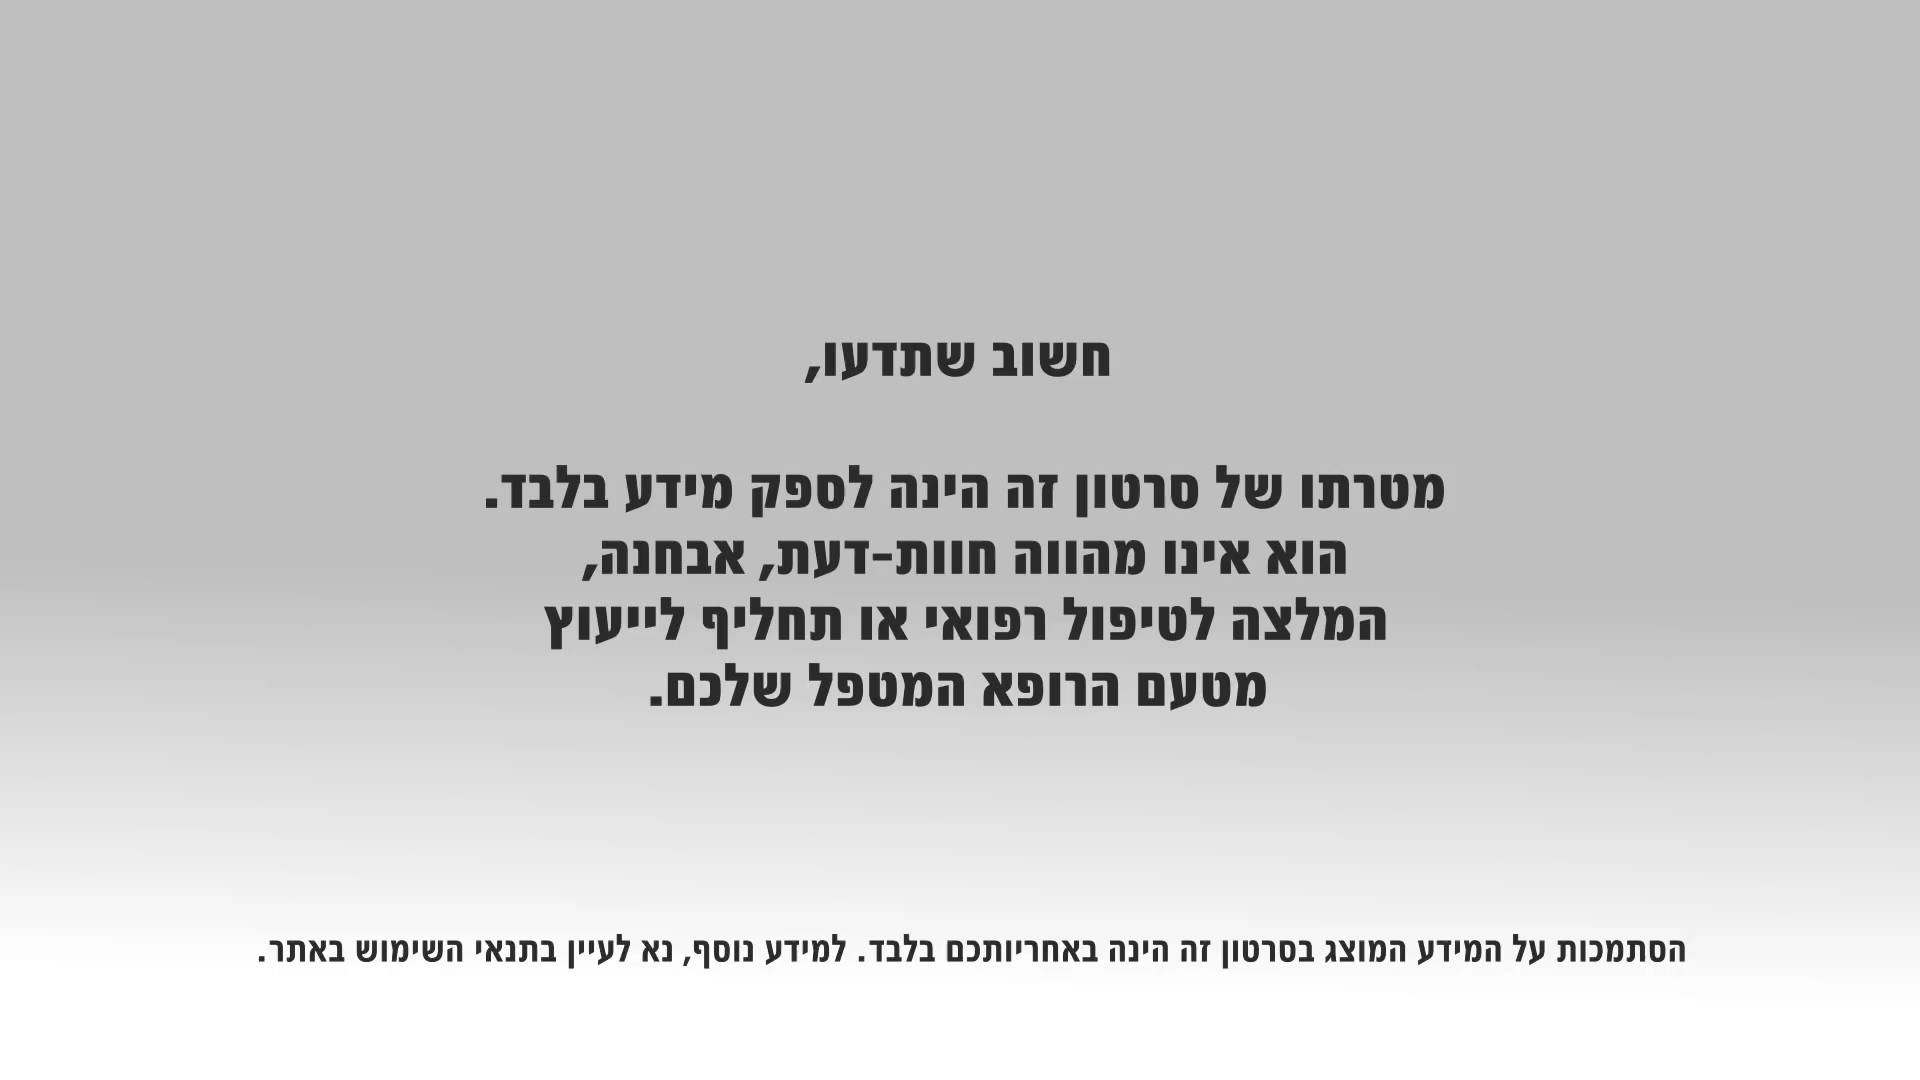 חשוב שתדעו,
מטרתו של סרטון זה הינה לספק מידע בלבד.
הוא אינו מהווה חוות-דעת, אבחנה,
המלצה לטיפול רפואי או תחליף לייעוץ
מטעם הרופא המטפל שלכם.
הסתמכות על המידע המוצג בסרטון זה הינה באחריותכם בלבד. למידע נוסף, נא לעיין בתנאי השימוש באתר.